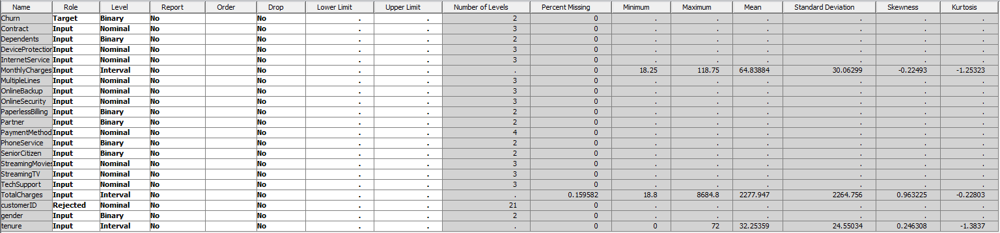 Name Role Level Report Order Drop Lower Limit Upper Limit Number of Levels Percent Missing Minimum Maximum Mean Standard Deviation Skewness Kurtosis
Churn Target Binary No No . . 2 0 . . . . . .
Contract Input Nominal No No . . 3 0 . . . . . .
Dependents Input Binary No No . . 2 0 . . . . . .
DeviceProtection Input Nominal No No . . 3 0 . . . . . .
InternetService Input Nominal No No . . 3 0 . . . . . .
MonthlyCharges Input Interval No No . . . 0 18.25 118.75 64.83884 30.06299 -0.22493 -1.25323
MultipleLines Input Nominal No No . . 3 0 . . . . . .
OnlineBackup Input Nominal No No . . 3 0 . . . . . .
OnlineSecurity Input Nominal No No . . 3 0 . . . . . .
PaperlessBilling Input Binary No No . . 2 0 . . . . . .
Partner Input Binary No No . . 2 0 . . . . . .
PaymentMethod Input Nominal No No . . 4 0 . . . . . .
PhoneService Input Binary No No . . 2 0 . . . . . .
SeniorCitizen Input Binary No No . . 2 0 . . . . . .
StreamingMovies Input Nominal No No . . 3 0 . . . . . .
StreamingTV Input Nominal No No . . 3 0 . . . . . .
TechSupport Input Nominal No No . . 3 0 . . . . . .
TotalCharges Input Interval No No . . . 0.159582 18.8 8684.8 2277.947 2264.756 0.963225 -0.22803
customerID Rejected Nominal No No . . 21 0 . . . . . .
gender Input Binary No No . . 2 0 . . . . . .
tenure Input Interval No No . . . 0 0 72 32.25359 24.55034 0.246308 -1.3837